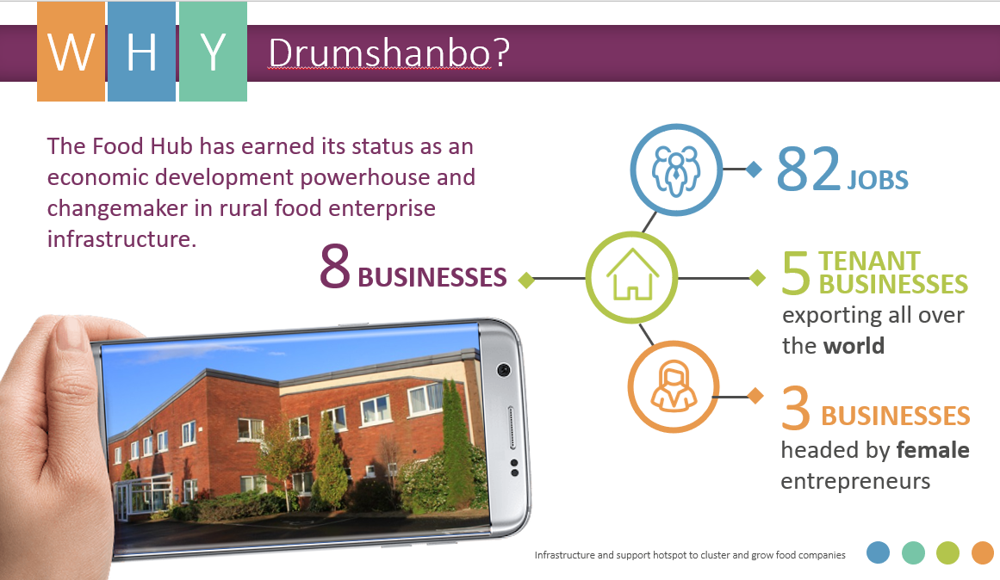 WHY Drumshanbo?
The Food Hub has earned its status as an
economic development powerhouse and
changemaker in rural food enterprise
infrastructure.
8 BUSINESSES
82 JOBS
5 TENANT
BUSINESSES
exporting all over
the world
3 BUSINESSES
headed by female
entrepreneurs
Infrastructure and support hotspot to cluster and grow food companies